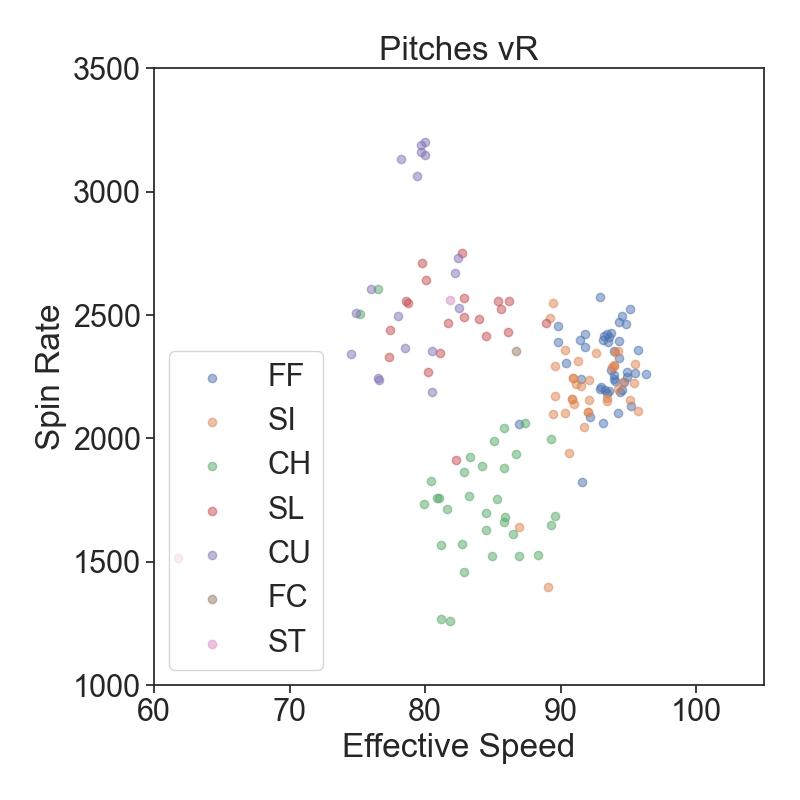 Pitches vR
3500
3000
2500
2000
1500
1000
Spin Rate
FF
SI
CH
SL
CU
FC
ST
60 70 80 90 100
Effective Speed